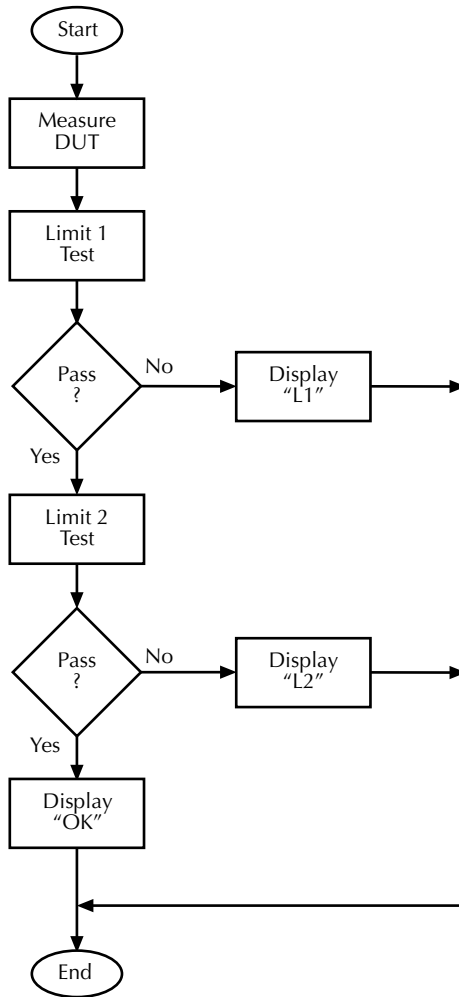 Start
Measure
DUT
Limit 1
Test
Pass
?
No
Display
“L1”
Yes
Limit 2
Test
Pass
?
No
Display
“L2”
Yes
Display
“OK”
End